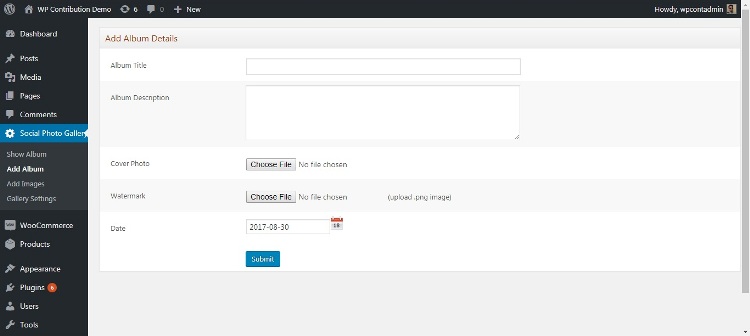 WP Contribution Demo 6 0 + New Howdy, wpcontadmin
Dashboard
Posts
Media
Pages
Comments
Social Photo Gallery
Show Album
Add Album
Add Images
Gallery Settings
WooCommerce
Products
Appearance
Plugins 6
Users
Tools
Add Album Details
Album Title
Album Description
Cover Photo Choose File No file chosen
Watermark Choose File No file chosen (upload .png image)
Date 2017-08-30
Submit